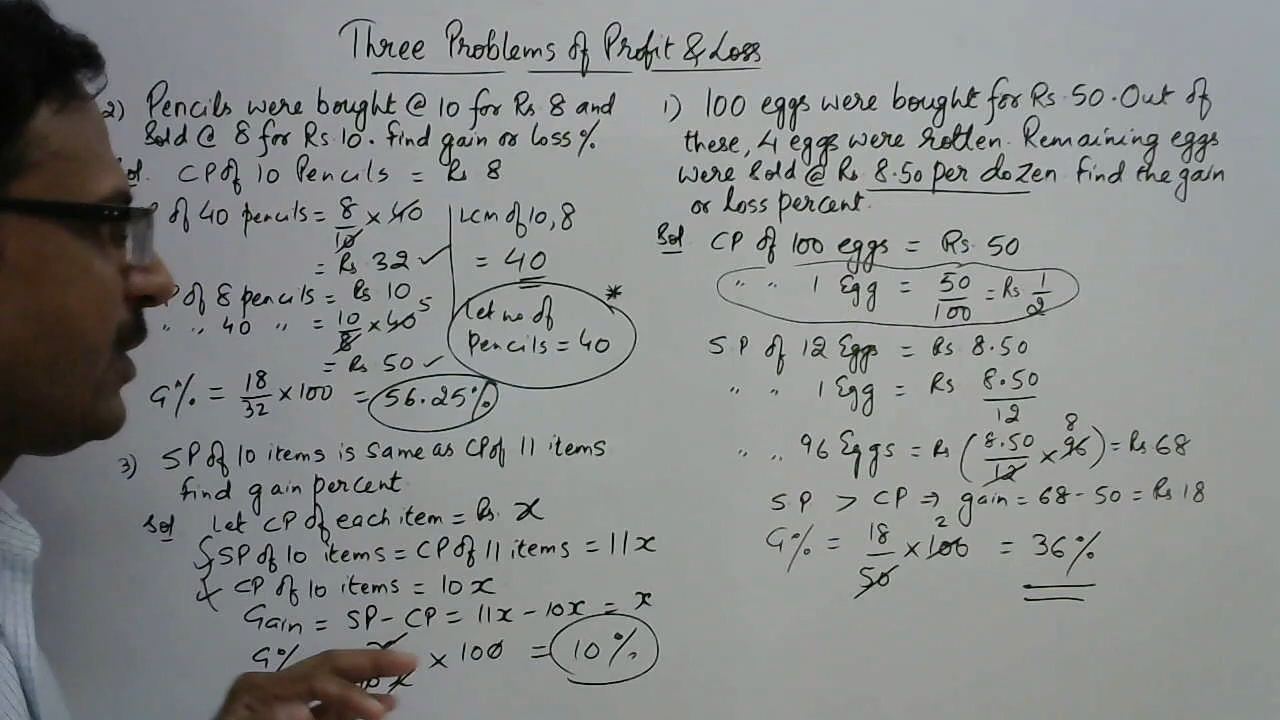 Three Problems of Profit & Loss
1) 100 eggs were bought for Rs. 50. Out of
these, 4 eggs were rotten. Remaining eggs
were sold @ Rs 8.50 per dozen find the gain
or loss percent.
Sol CP of 100 eggs = Rs. 50
" " 1 Egg = 50/100 = Rs 1/2
S P of 12 Eggs = Rs 8.50
" " 1 Egg = Rs 8.50/12
" " 96 Eggs = Rs (8.50/12 × 96) = Rs 68
8
S P > CP ⇒ gain = 68 - 50 = Rs 18
G% = 18/50 × 100 = 36%
2
2) Pencils were bought @ 10 for Rs 8 and
Sold @ 8 for Rs 10. find gain or loss %.
CP of 10 Pencils = Rs 8
of 40 pencils = 8/10 × 40
= Rs 32 ✓
of 8 pencils = Rs 10
" " 40 " = 10/8 × 40
5
= Rs 50 ✓
LCM of 10, 8
= 40
*
Let no of
pencils = 40
G% = 18/32 × 100 = 56.25%
3) SP of 10 items is same as CP of 11 items
find gain percent
Sol Let CP of each item = Rs. x
SP of 10 items = CP of 11 items = 11x
& CP of 10 items = 10x
Gain = SP - CP = 11x - 10x = x
G% × 100 = 10%